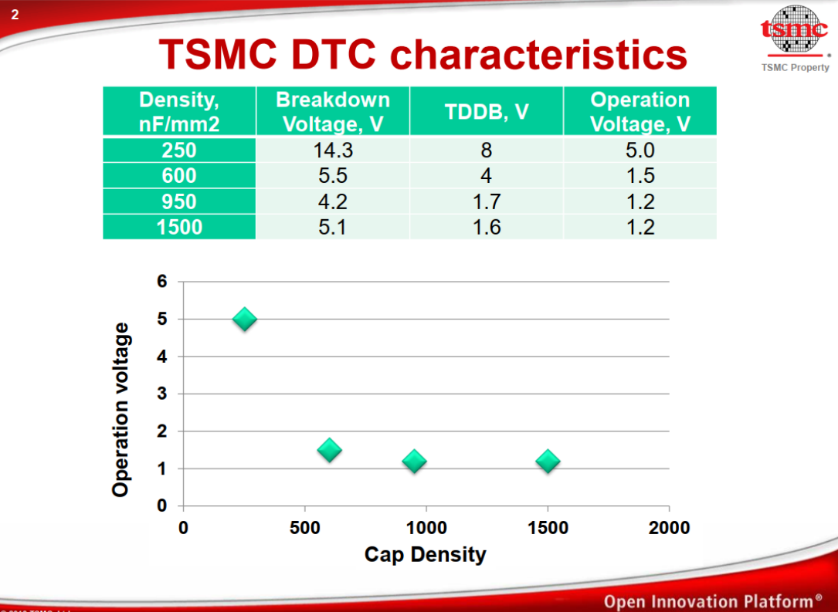 2
TSMC DTC characteristics
tsmc
TSMC Property
Density, nF/mm2 Breakdown Voltage, V TDDB, V Operation Voltage, V
250 14.3 8 5.0
600 5.5 4 1.5
950 4.2 1.7 1.2
1500 5.1 1.6 1.2
6
5
4
3
2
1
0
Operation voltage
0 500 1000 1500 2000
Cap Density
Open Innovation Platform®